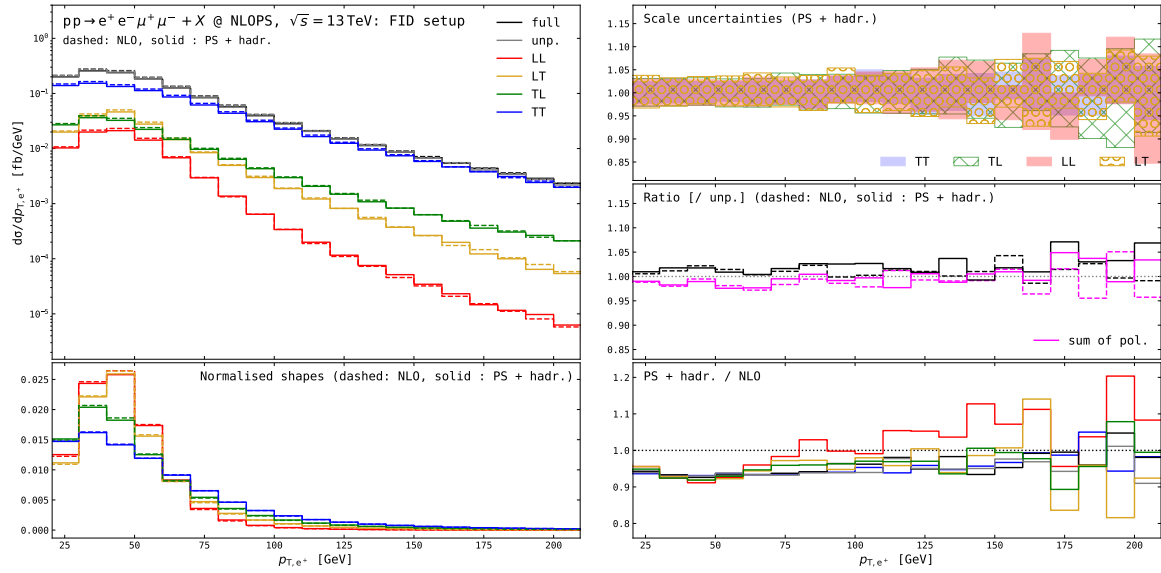 pp→e⁺e⁻μ⁺μ⁻ + X @ NLOPS, √s = 13 TeV: FID setup
dashed: NLO, solid : PS + hadr.
full
unp.
LL
LT
TL
TT
dσ/dp_{T,e⁺} [fb/GeV]
10⁰
10⁻¹
10⁻²
10⁻³
10⁻⁴
10⁻⁵
Normalised shapes (dashed: NLO, solid : PS + hadr.)
0.025
0.020
0.015
0.010
0.005
0.000
25 50 75 100 125 150 175 200
p_{T,e⁺} [GeV]
Scale uncertainties (PS + hadr.)
1.15
1.10
1.05
1.00
0.95
0.90
0.85
TT TL LL LT
Ratio [/ unp.] (dashed: NLO, solid : PS + hadr.)
1.15
1.10
1.05
1.00
0.95
0.90
0.85
sum of pol.
PS + hadr. / NLO
1.2
1.1
1.0
0.9
0.8
25 50 75 100 125 150 175 200
p_{T,e⁺} [GeV]